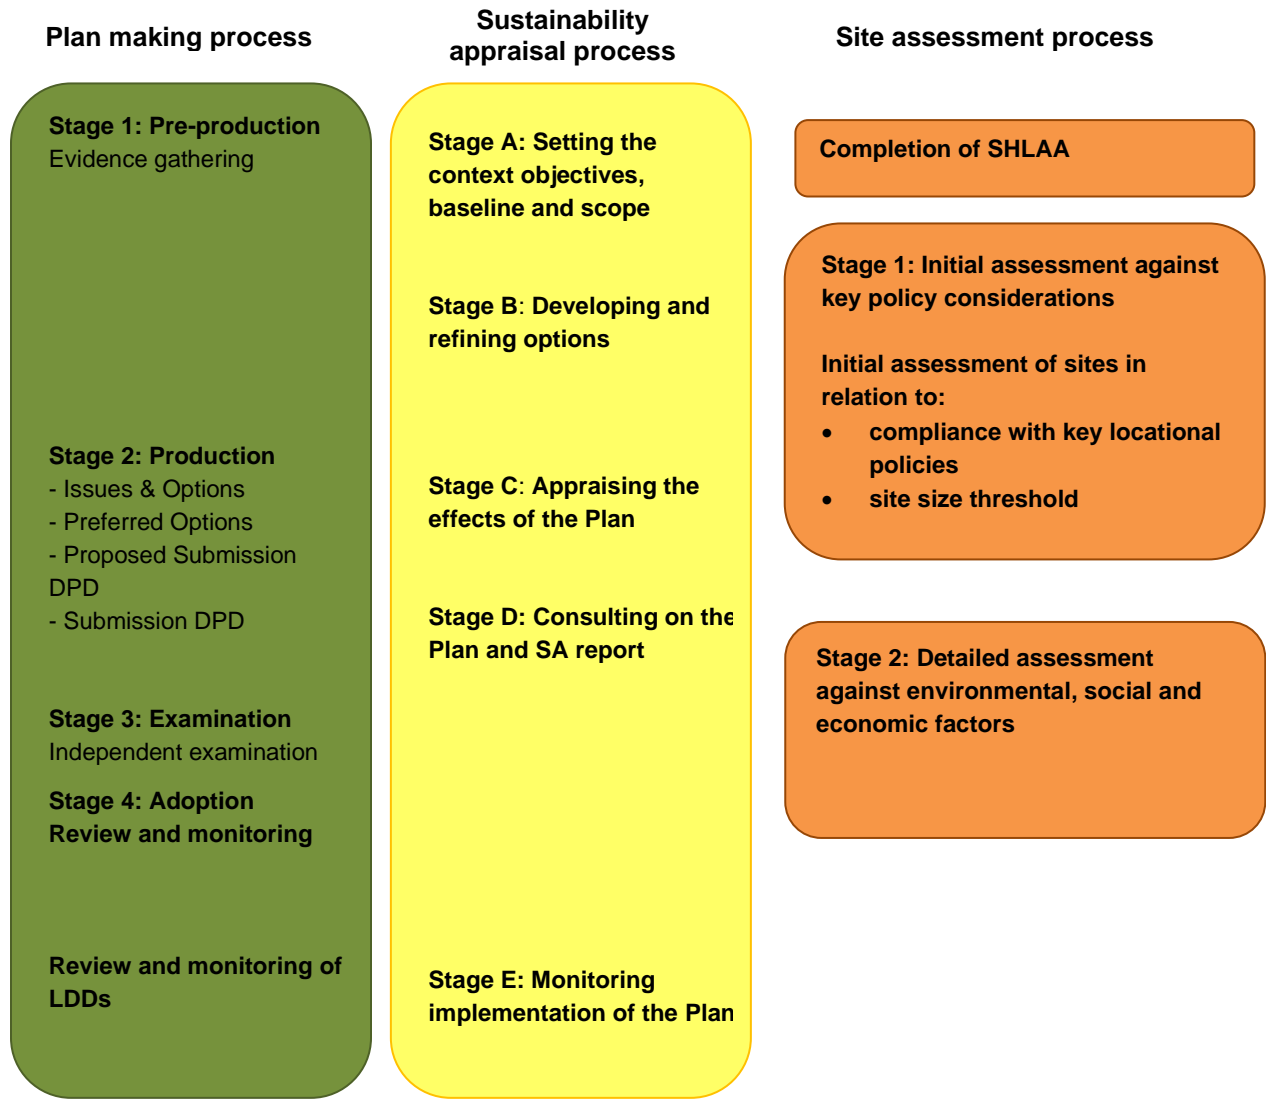 Plan making process
Stage 1: Pre-production
Evidence gathering
Stage 2: Production
- Issues & Options
- Preferred Options
- Proposed Submission
DPD
- Submission DPD
Stage 3: Examination
Independent examination
Stage 4: Adoption
Review and monitoring
Review and monitoring of
LDDs
Sustainability
appraisal process
Stage A: Setting the
context objectives,
baseline and scope
Stage B: Developing and
refining options
Stage C: Appraising the
effects of the Plan
Stage D: Consulting on the
Plan and SA report
Stage E: Monitoring
implementation of the Plan
Site assessment process
Completion of SHLAA
Stage 1: Initial assessment against
key policy considerations
Initial assessment of sites in
relation to:
• compliance with key locational
policies
• site size threshold
Stage 2: Detailed assessment
against environmental, social and
economic factors